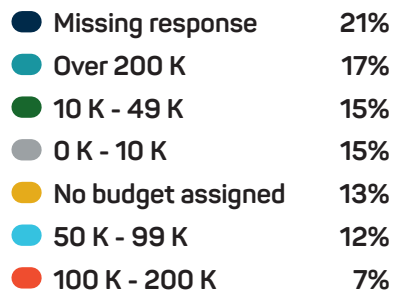 Missing response 21%
Over 200 K 17%
10 K - 49 K 15%
0 K - 10 K 15%
No budget assigned 13%
50 K - 99 K 12%
100 K - 200 K 7%